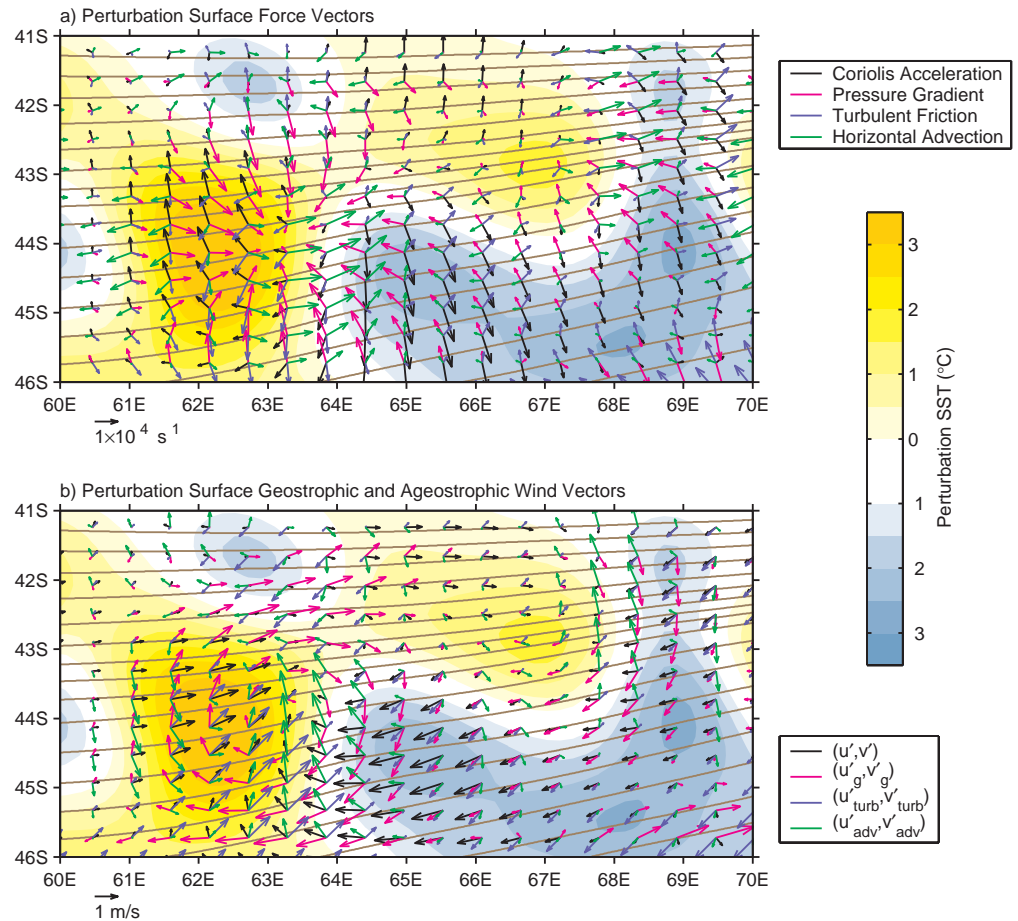 a) Perturbation Surface Force Vectors
41S
42S
43S
44S
45S
46S
60E 61E 62E 63E 64E 65E 66E 67E 68E 69E 70E
1×10⁴ s¹
Coriolis Acceleration
Pressure Gradient
Turbulent Friction
Horizontal Advection
3
2
1
0
1
2
3
Perturbation SST (°C)
b) Perturbation Surface Geostrophic and Ageostrophic Wind Vectors
41S
42S
43S
44S
45S
46S
60E 61E 62E 63E 64E 65E 66E 67E 68E 69E 70E
1 m/s
(u′,v′)
(u′g,v′g)
(u′turb,v′turb)
(u′adv,v′adv)